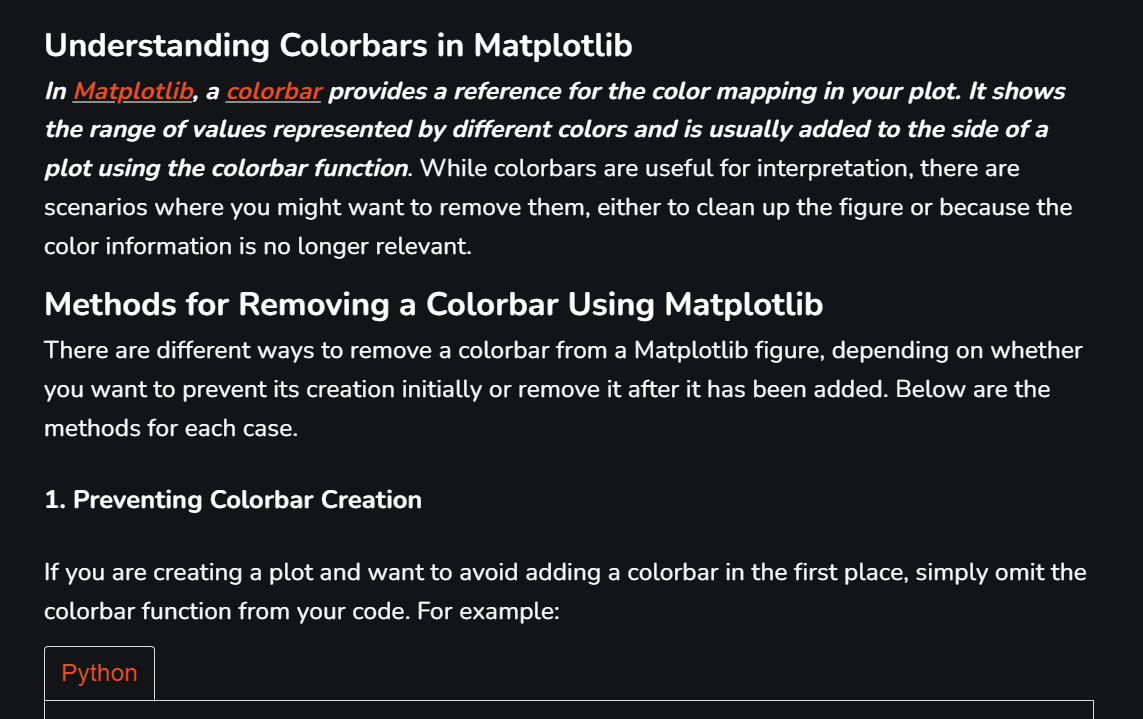 Understanding Colorbars in Matplotlib
In Matplotlib, a colorbar provides a reference for the color mapping in your plot. It shows
the range of values represented by different colors and is usually added to the side of a
plot using the colorbar function. While colorbars are useful for interpretation, there are
scenarios where you might want to remove them, either to clean up the figure or because the
color information is no longer relevant.
Methods for Removing a Colorbar Using Matplotlib
There are different ways to remove a colorbar from a Matplotlib figure, depending on whether
you want to prevent its creation initially or remove it after it has been added. Below are the
methods for each case.
1. Preventing Colorbar Creation
If you are creating a plot and want to avoid adding a colorbar in the first place, simply omit the
colorbar function from your code. For example:
Python